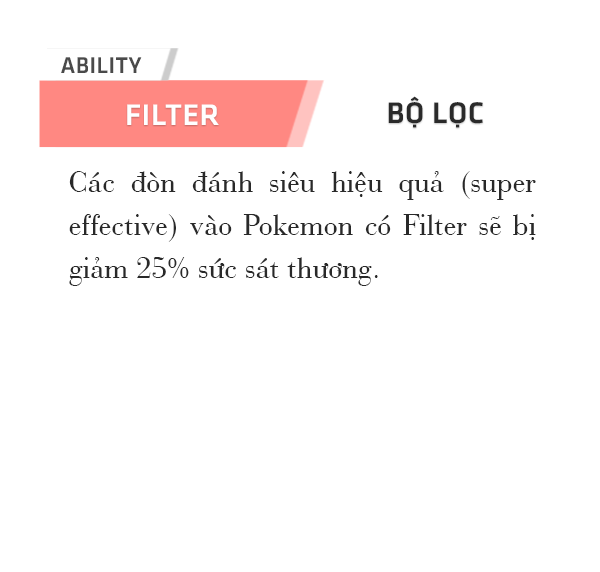 ABILITY
FILTER
BỘ LỌC
Các đòn đánh siêu hiệu quả (super
effective) vào Pokemon có Filter sẽ bị
giảm 25% sức sát thương.